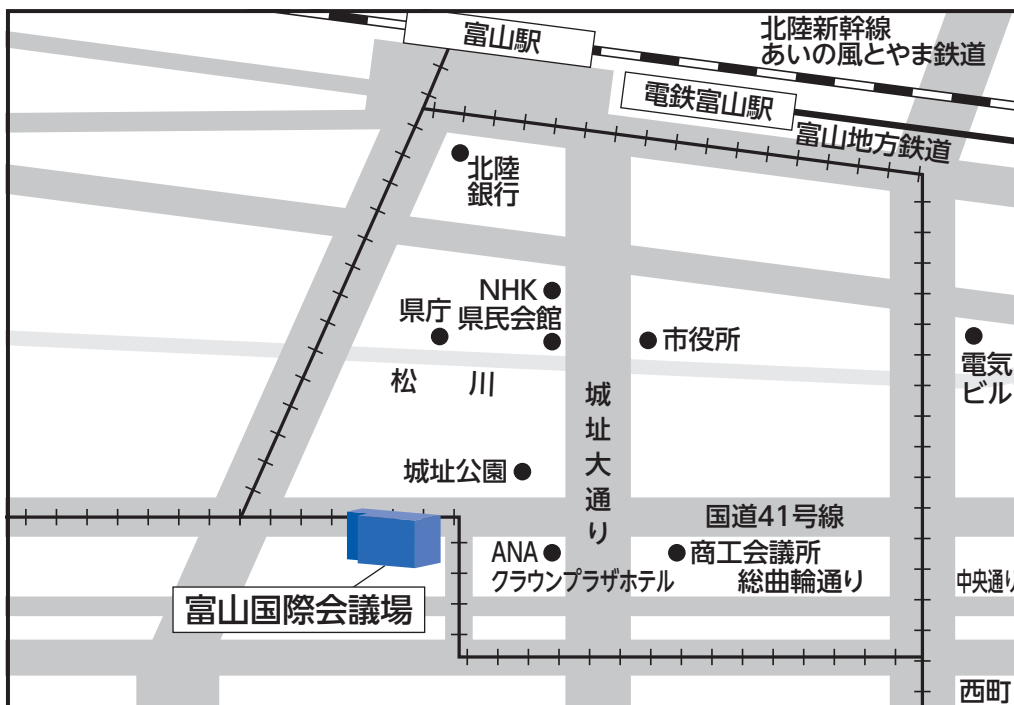 富山駅
北陸新幹線
あいの風とやま鉄道
電鉄富山駅
富山地方鉄道
北陸
銀行
NHK
県庁
県民会館
市役所
電気
ビル
松川
城址大通り
城址公園
国道41号線
ANA
クラウンプラザホテル
商工会議所
総曲輪通り
中央通り
富山国際会議場
西町